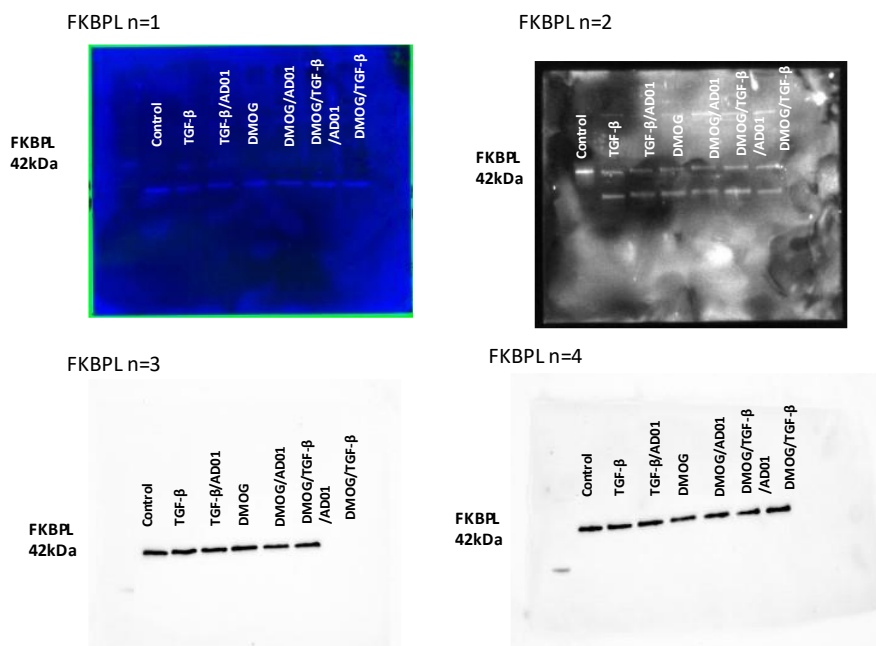 FKBPL n=1
FKBPL
42kDa
Control
TGF-β
TGF-β/AD01
DMOG
DMOG/AD01
DMOG/TGF-β
/AD01
DMOG/TGF-β
FKBPL n=2
FKBPL
42kDa
Control
TGF-β
TGF-β/AD01
DMOG
DMOG/AD01
DMOG/TGF-β
/AD01
DMOG/TGF-β
FKBPL n=3
FKBPL
42kDa
Control
TGF-β
TGF-β/AD01
DMOG
DMOG/AD01
DMOG/TGF-β
/AD01
DMOG/TGF-β
FKBPL n=4
FKBPL
42kDa
Control
TGF-β
TGF-β/AD01
DMOG
DMOG/AD01
DMOG/TGF-β
/AD01
DMOG/TGF-β